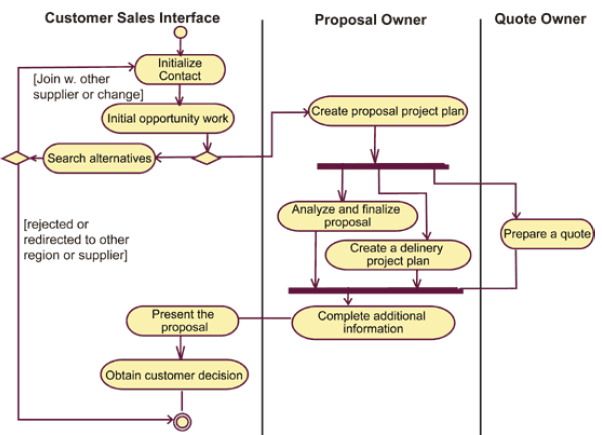 Customer Sales Interface
Proposal Owner
Quote Owner
Initialize
Contact
[Join w. other
supplier or change]
Initial opportunity work
Create proposal project plan
Search alternatives
Analyze and finalize
proposal
[rejected or
redirected to other
region or supplier]
Prepare a quote
Create a delinery
project plan
Present the
proposal
Complete additional
information
Obtain customer decision